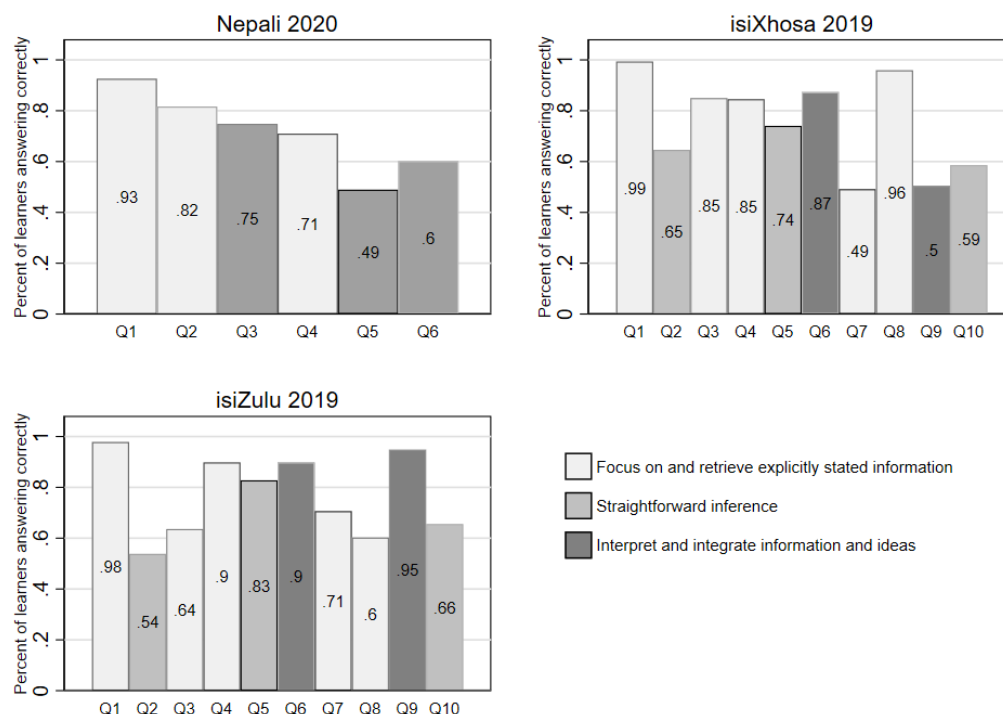 Nepali 2020
Percent of learners answering correctly
0 .2 .4 .6 .8 1
.93 .82 .75 .71 .49 .6
Q1 Q2 Q3 Q4 Q5 Q6
isiXhosa 2019
Percent of learners answering correctly
0 .2 .4 .6 .8 1
.99 .65 .85 .85 .74 .87 .49 .96 .5 .59
Q1 Q2 Q3 Q4 Q5 Q6 Q7 Q8 Q9 Q10
isiZulu 2019
Percent of learners answering correctly
0 .2 .4 .6 .8 1
.98 .54 .64 .9 .83 .9 .71 .6 .95 .66
Q1 Q2 Q3 Q4 Q5 Q6 Q7 Q8 Q9 Q10
Focus on and retrieve explicitly stated information
Straightforward inference
Interpret and integrate information and ideas